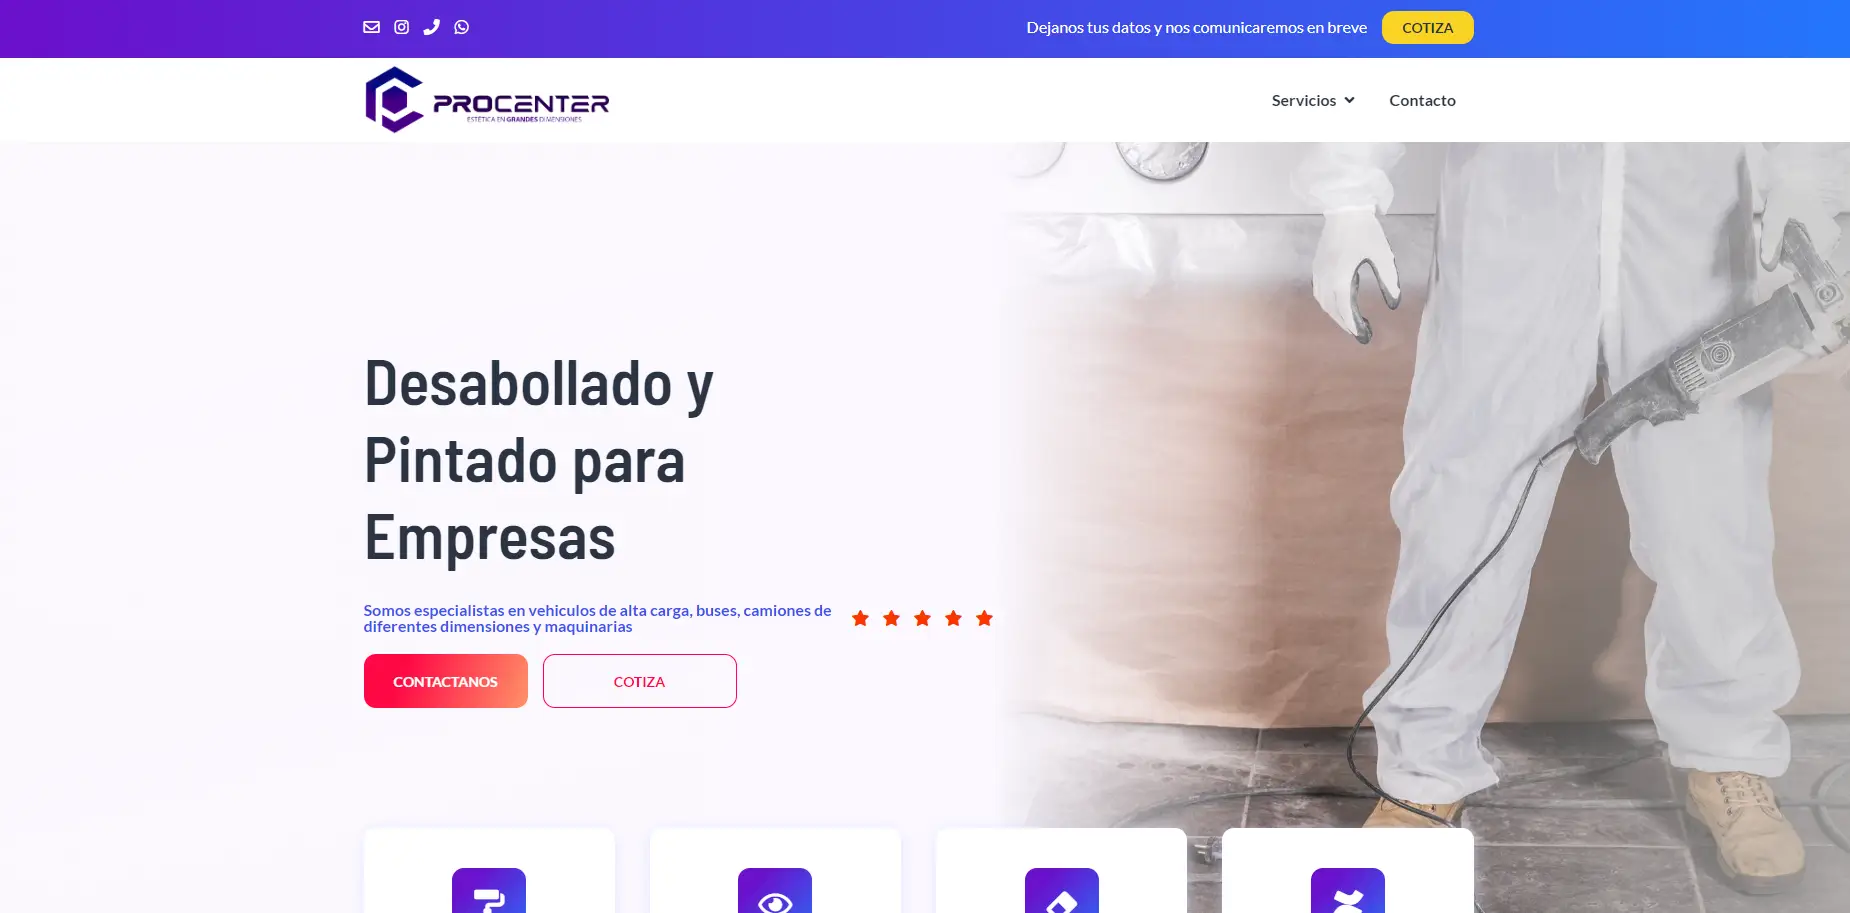 Dejanos tus datos y nos comunicaremos en breve
COTIZA
PROCENTER
ESTÉTICA EN GRANDES DIMENSIONES
Servicios
Contacto
Desabollado y
Pintado para
Empresas
Somos especialistas en vehiculos de alta carga, buses, camiones de
diferentes dimensiones y maquinarias
CONTACTANOS
COTIZA